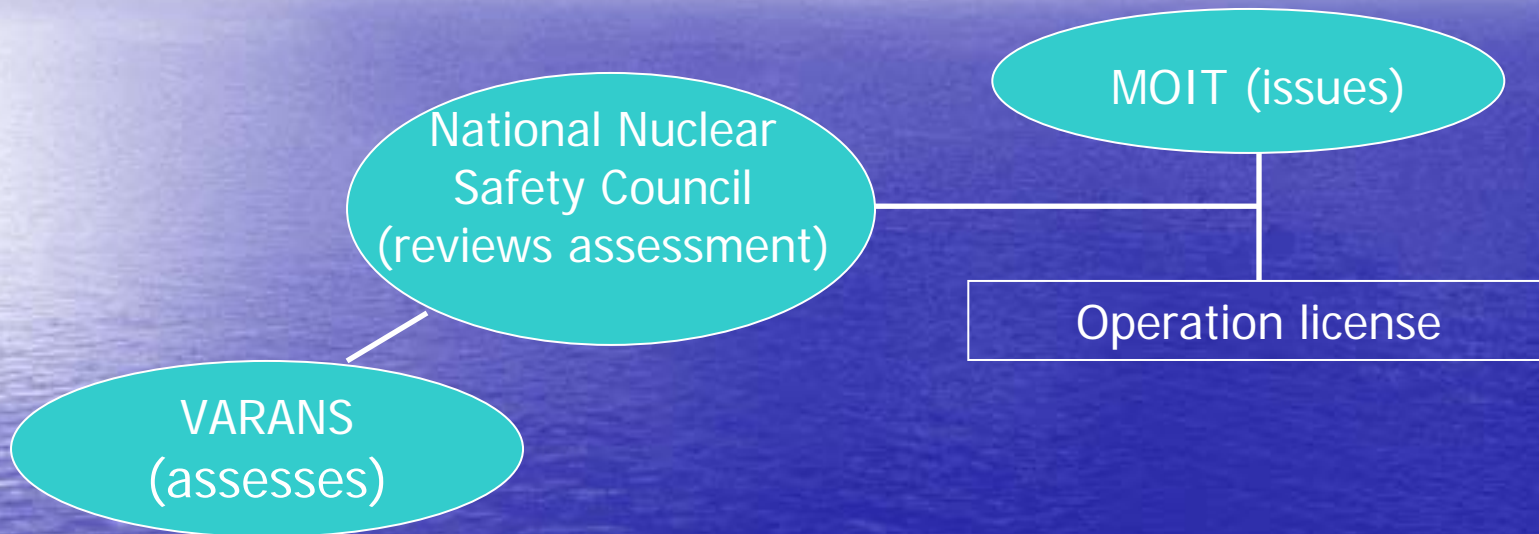 MOIT (issues)
National Nuclear
Safety Council
(reviews assessment)
Operation license
VARANS
(assesses)